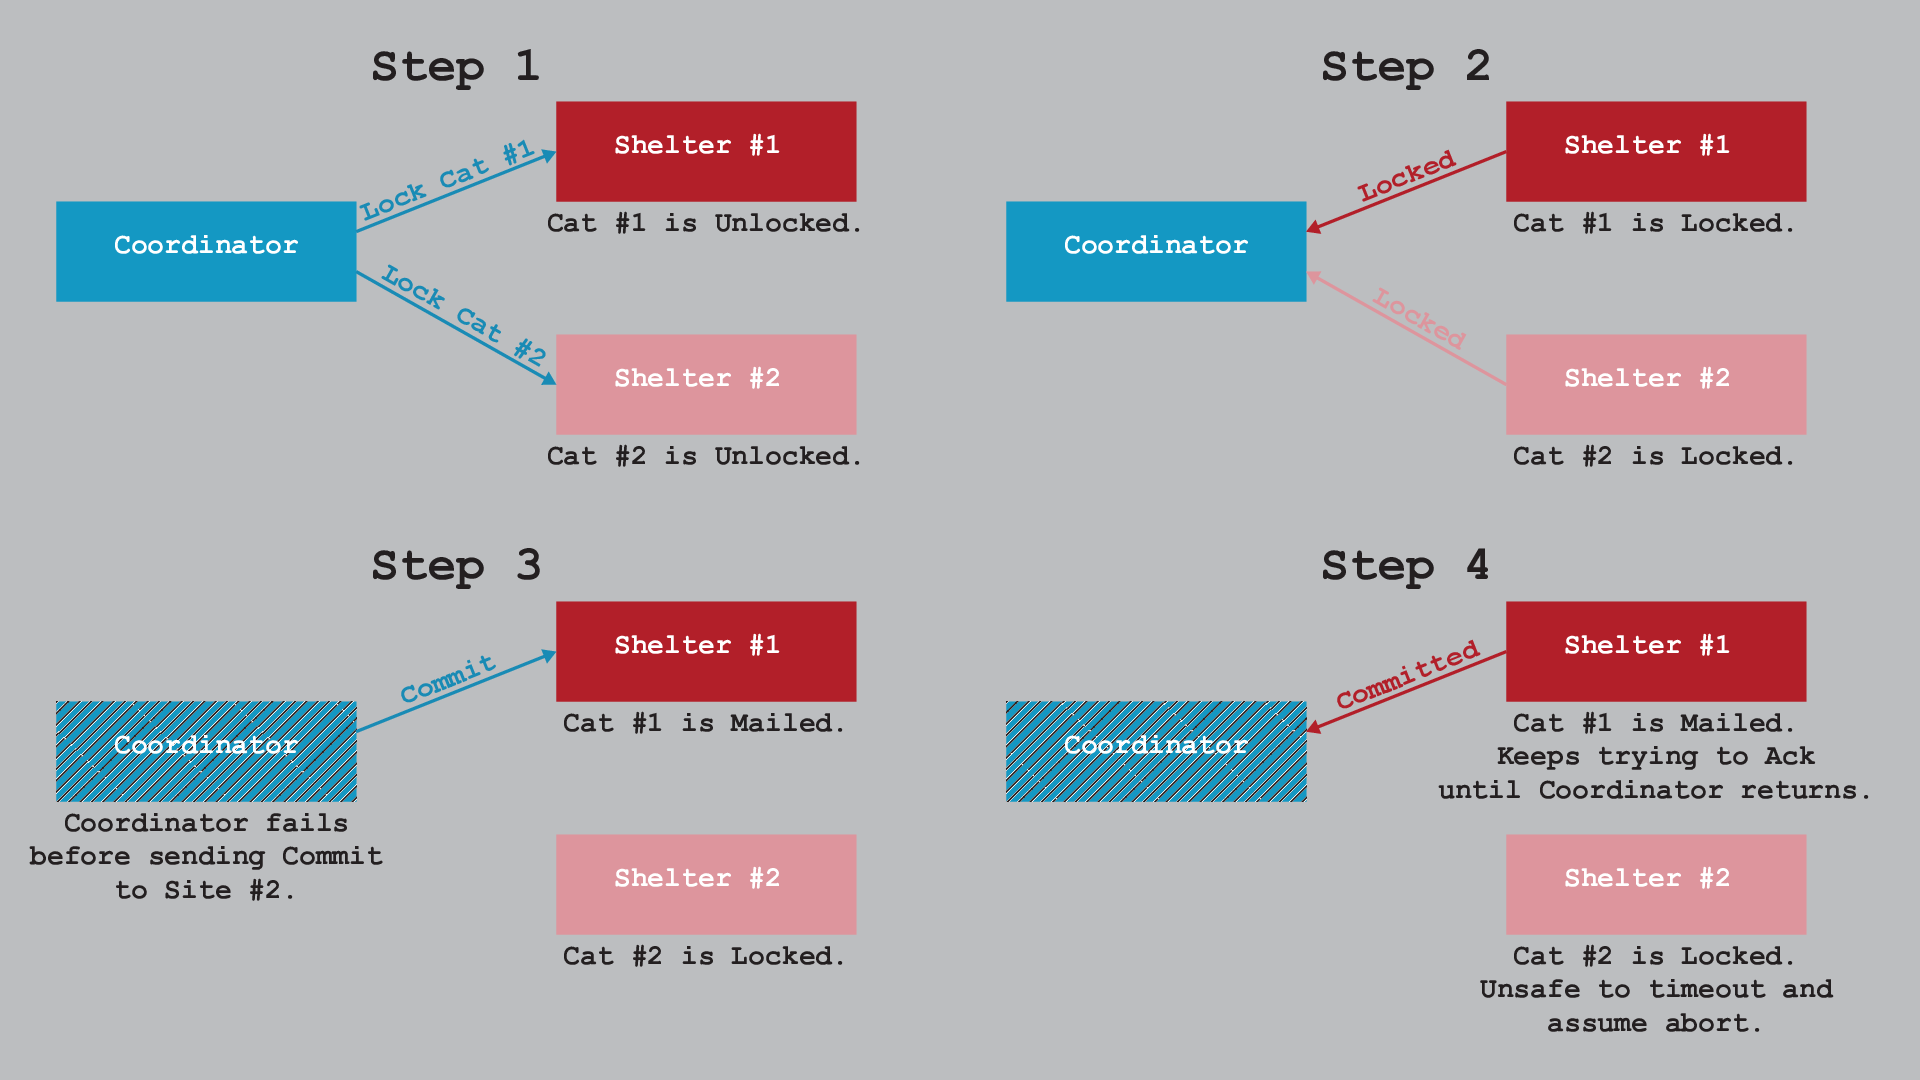 Step 1
Shelter #1
Lock Cat #1
Cat #1 is Unlocked.
Coordinator
Lock Cat #2
Shelter #2
Cat #2 is Unlocked.
Step 2
Shelter #1
Locked
Cat #1 is Locked.
Coordinator
Locked
Shelter #2
Cat #2 is Locked.
Step 3
Shelter #1
Commit
Cat #1 is Mailed.
Coordinator
Coordinator fails
before sending Commit
to Site #2.
Shelter #2
Cat #2 is Locked.
Step 4
Shelter #1
Committed
Cat #1 is Mailed.
Keeps trying to Ack
until Coordinator returns.
Coordinator
Shelter #2
Cat #2 is Locked.
Unsafe to timeout and
assume abort.